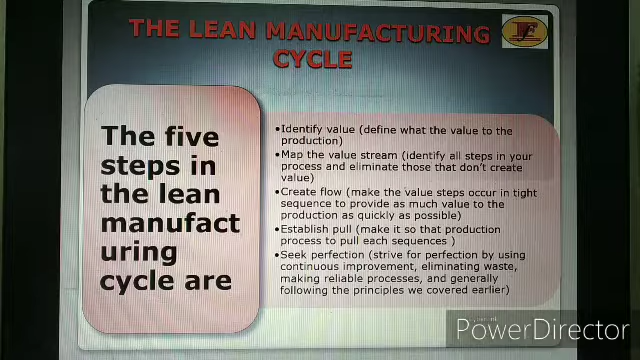 THE LEAN MANUFACTURING
CYCLE
The five
steps in
the lean
manufact
uring
cycle are
•Identify value (define what the value to the
production)
•Map the value stream (identify all steps in your
process and eliminate those that don't create
value)
•Create flow (make the value steps occur in tight
sequence to provide as much value to the
production as quickly as possible)
•Establish pull (make it so that production
process to pull each sequences )
•Seek perfection (strive for perfection by using
continuous improvement, eliminating waste,
making reliable processes, and generally
following the principles we covered earlier)
PowerDirector